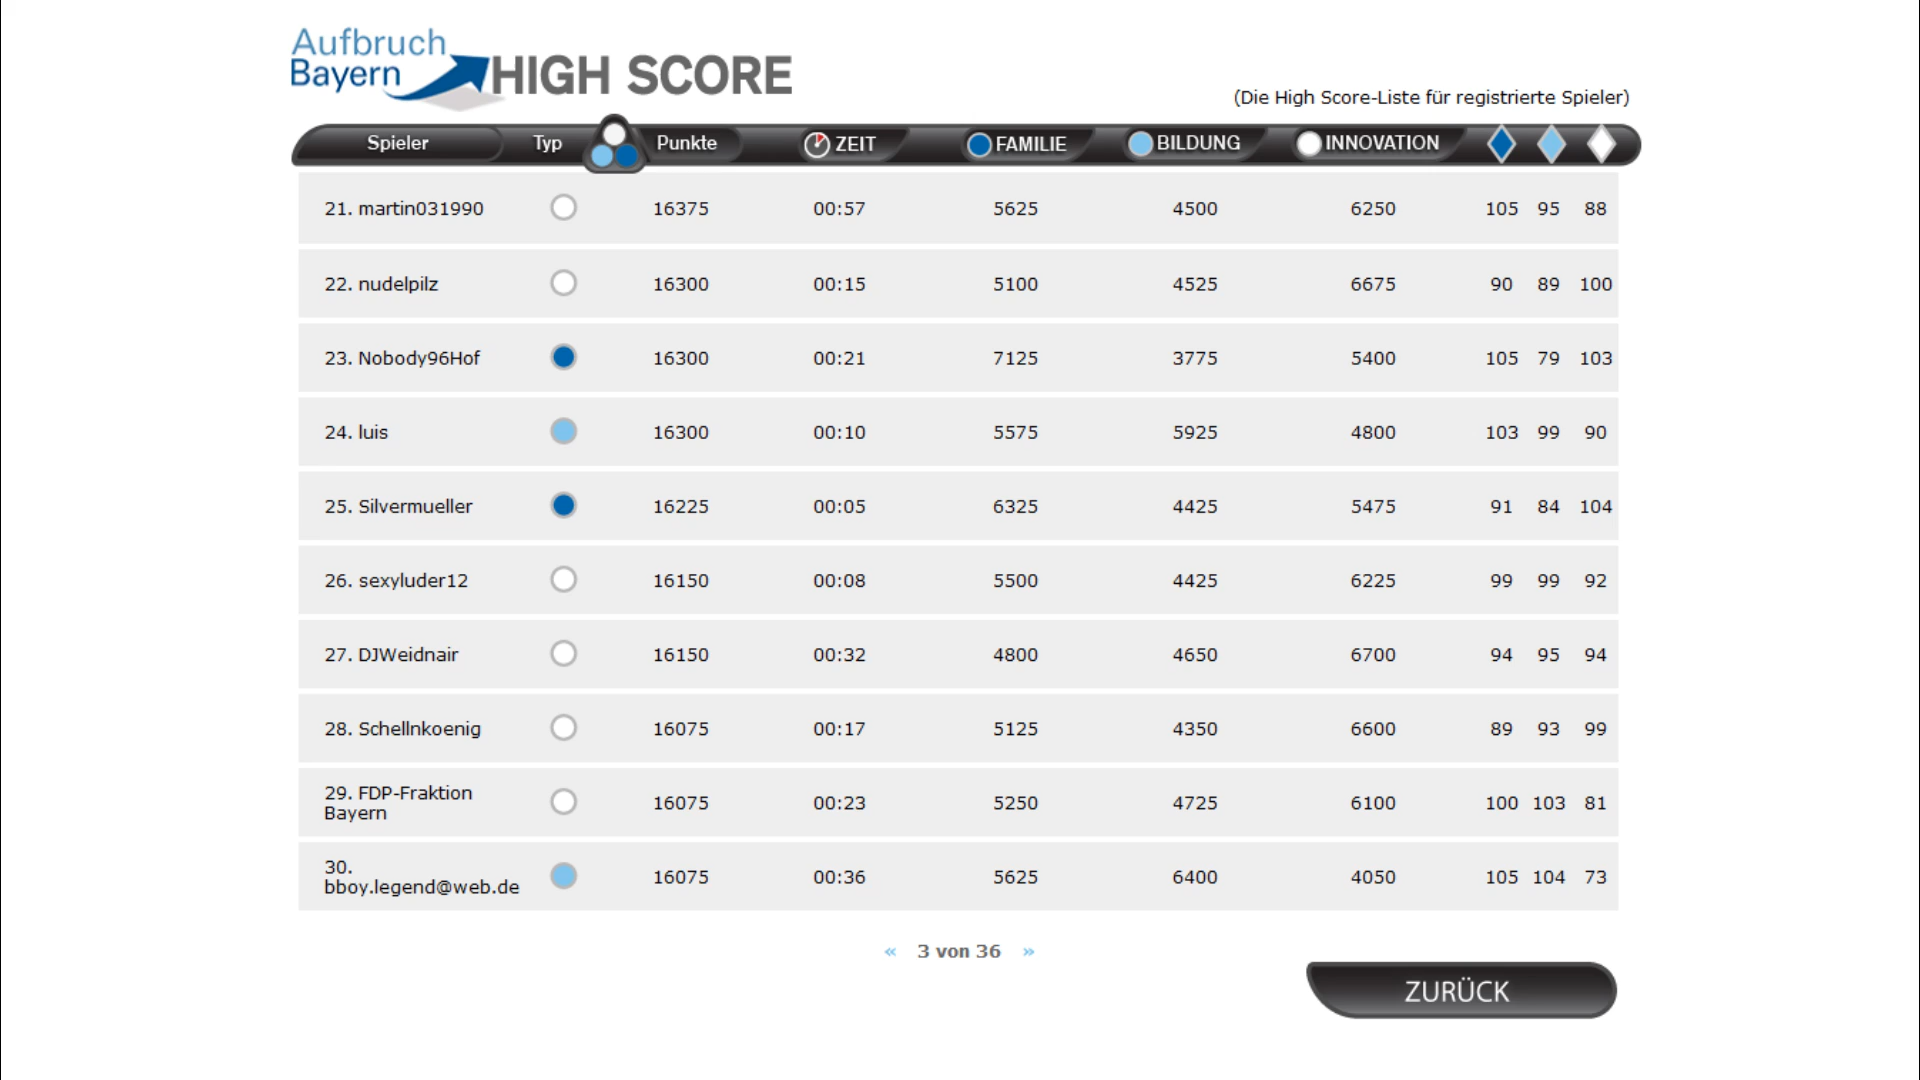 Aufbruch
Bayern
HIGH SCORE
(Die High Score-Liste für registrierte Spieler)
Spieler Typ Punkte ZEIT FAMILIE BILDUNG INNOVATION
21. martin031990 16375 00:57 5625 4500 6250 105 95 88
22. nudelpilz 16300 00:15 5100 4525 6675 90 89 100
23. Nobody96Hof 16300 00:21 7125 3775 5400 105 79 103
24. luis 16300 00:10 5575 5925 4800 103 99 90
25. Silvermueller 16225 00:05 6325 4425 5475 91 84 104
26. sexyluder12 16150 00:08 5500 4425 6225 99 99 92
27. DJWeidnair 16150 00:32 4800 4650 6700 94 95 94
28. Schellnkoenig 16075 00:17 5125 4350 6600 89 93 99
29. FDP-Fraktion
Bayern 16075 00:23 5250 4725 6100 100 103 81
30.
bboy.legend@web.de 16075 00:36 5625 6400 4050 105 104 73
« 3 von 36 »
ZURÜCK